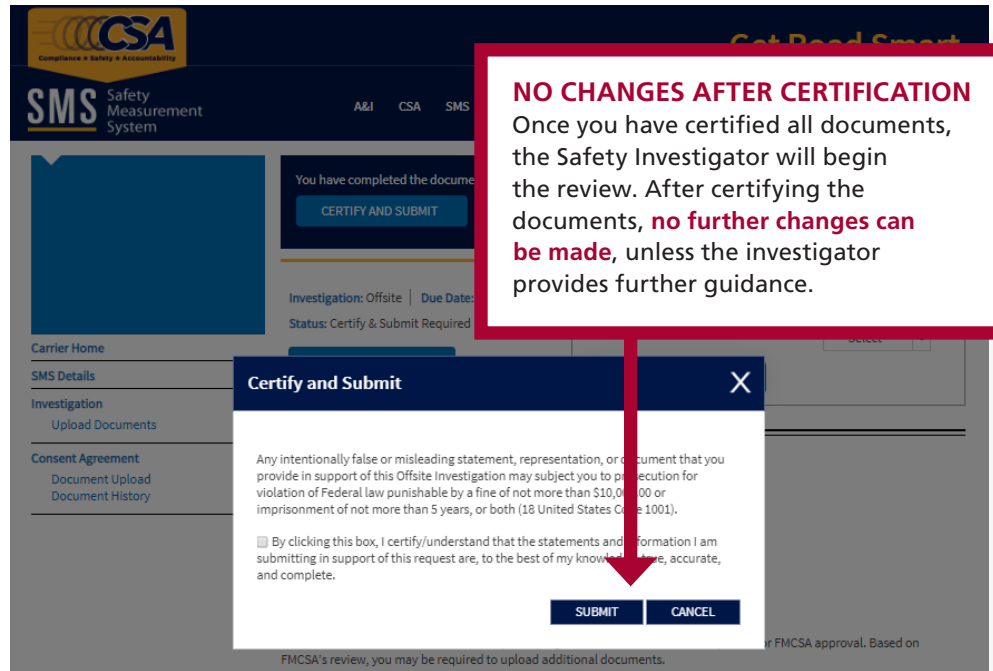 CSA
Compliance • Safety • Accountability
Get Road Smart
SMS Safety Measurement System
A&I CSA SMS
NO CHANGES AFTER CERTIFICATION
Once you have certified all documents,
the Safety Investigator will begin
the review. After certifying the
documents, no further changes can
be made, unless the investigator
provides further guidance.
You have completed the docume
CERTIFY AND SUBMIT
Investigation: Offsite | Due Date:
Status: Certify & Submit Required
Select
Carrier Home
SMS Details
Investigation
Upload Documents
Consent Agreement
Document Upload
Document History
Certify and Submit X
Any intentionally false or misleading statement, representation, or document that you
provide in support of this Offsite Investigation may subject you to prosecution for
violation of Federal law punishable by a fine of not more than $10,000.00 or
imprisonment of not more than 5 years, or both (18 United States Code 1001).
By clicking this box, I certify/understand that the statements and information I am
submitting in support of this request are, to the best of my knowledge, true, accurate,
and complete.
SUBMIT CANCEL
or FMCSA approval. Based on
FMCSA's review, you may be required to upload additional documents.